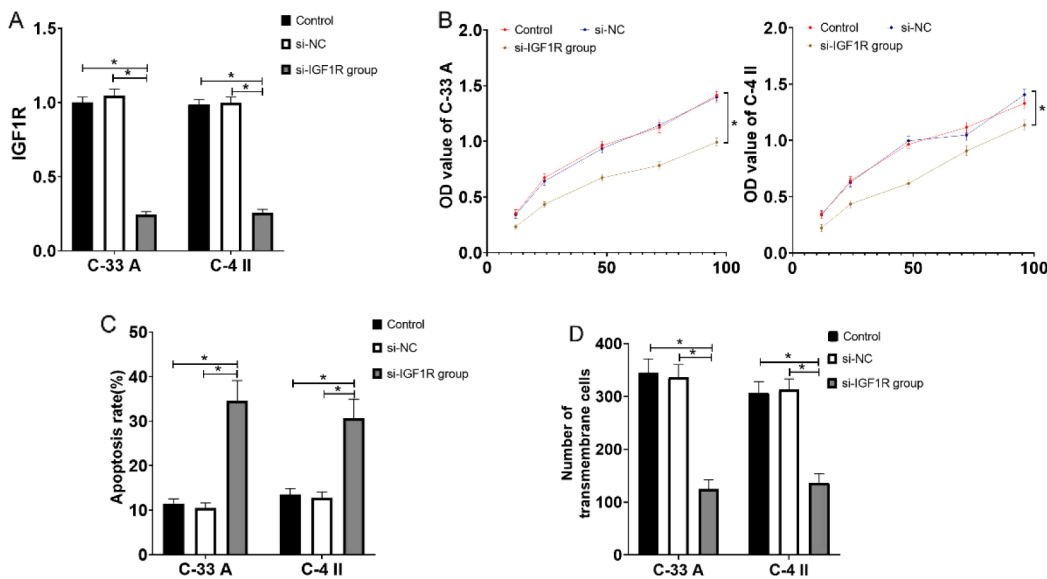 A
Control
si-NC
si-IGF1R group
IGF1R
1.5
1.0
0.5
0.0
*
*
*
*
C-33 A
C-4 II
B
Control
si-NC
si-IGF1R group
OD value of C-33 A
2.0
1.5
1.0
0.5
0.0
*
0
50
100
Control
si-NC
si-IGF1R group
OD value of C-4 II
2.0
1.5
1.0
0.5
0.0
*
0
50
100
C
Control
si-NC
si-IGF1R group
Apoptosis rate(%)
50
40
30
20
10
0
*
*
*
*
C-33 A
C-4 II
D
Control
si-NC
si-IGF1R group
Number of
transmembrane cells
400
300
200
100
0
*
*
*
*
C-33 A
C-4 II